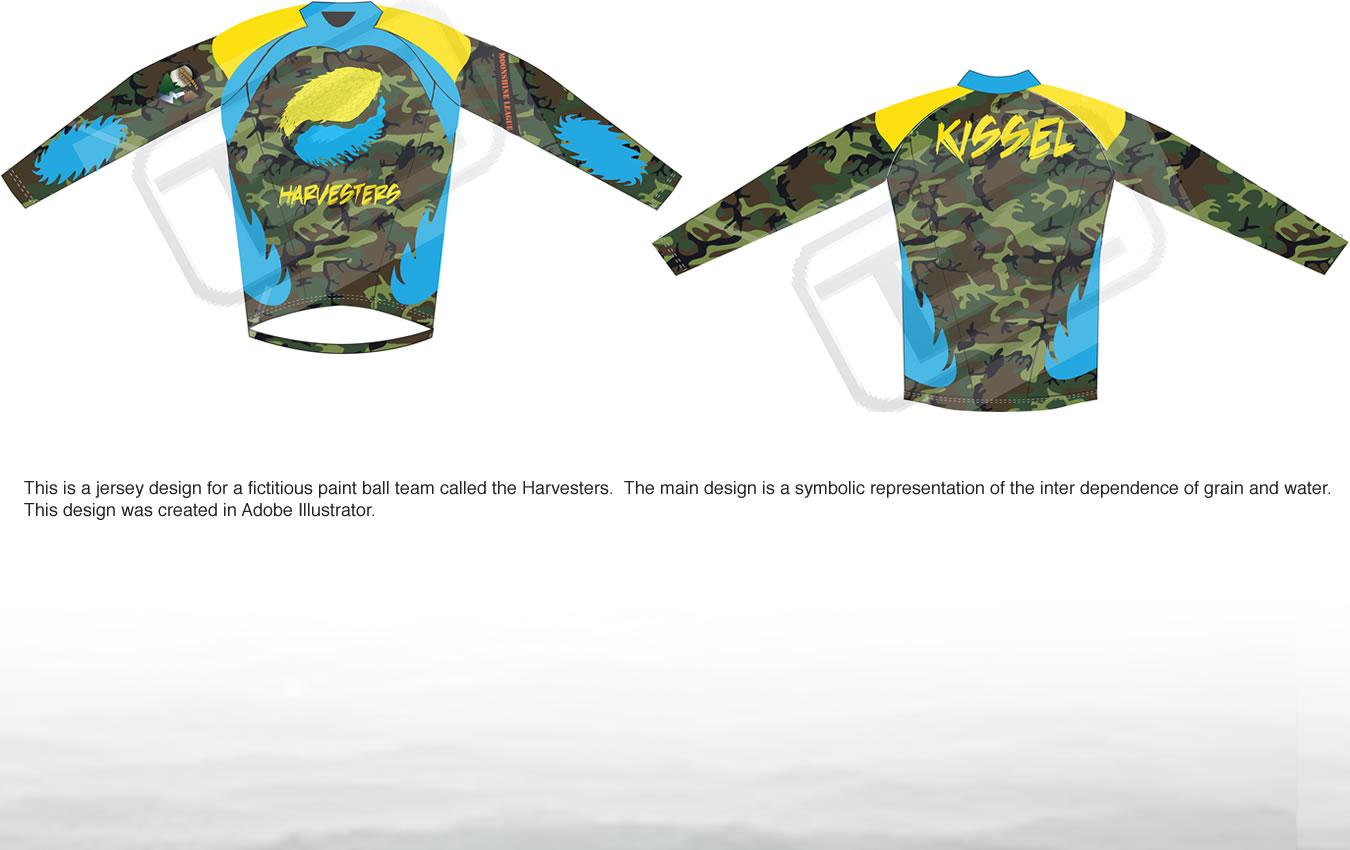 MOONSHINE LEAGUE
HARVESTERS
KISSEL
This is a jersey design for a fictitious paint ball team called the Harvesters.  The main design is a symbolic representation of the inter dependence of grain and water.
This design was created in Adobe Illustrator.